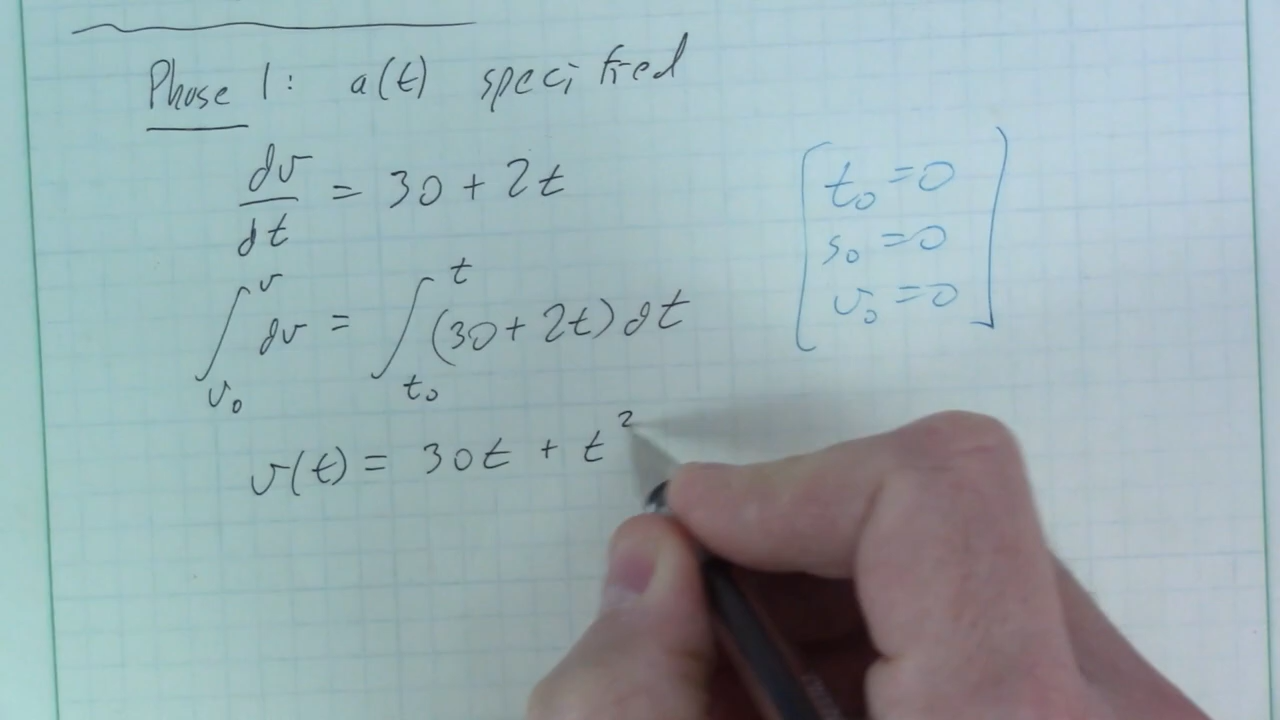 Phase 1: a(t) specified
dv/dt = 30 + 2t
∫_{v₀}^{v} dv = ∫_{t₀}^{t} (30 + 2t) dt
v(t) = 30t + t²
t₀ = 0
s₀ = 0
v₀ = 0